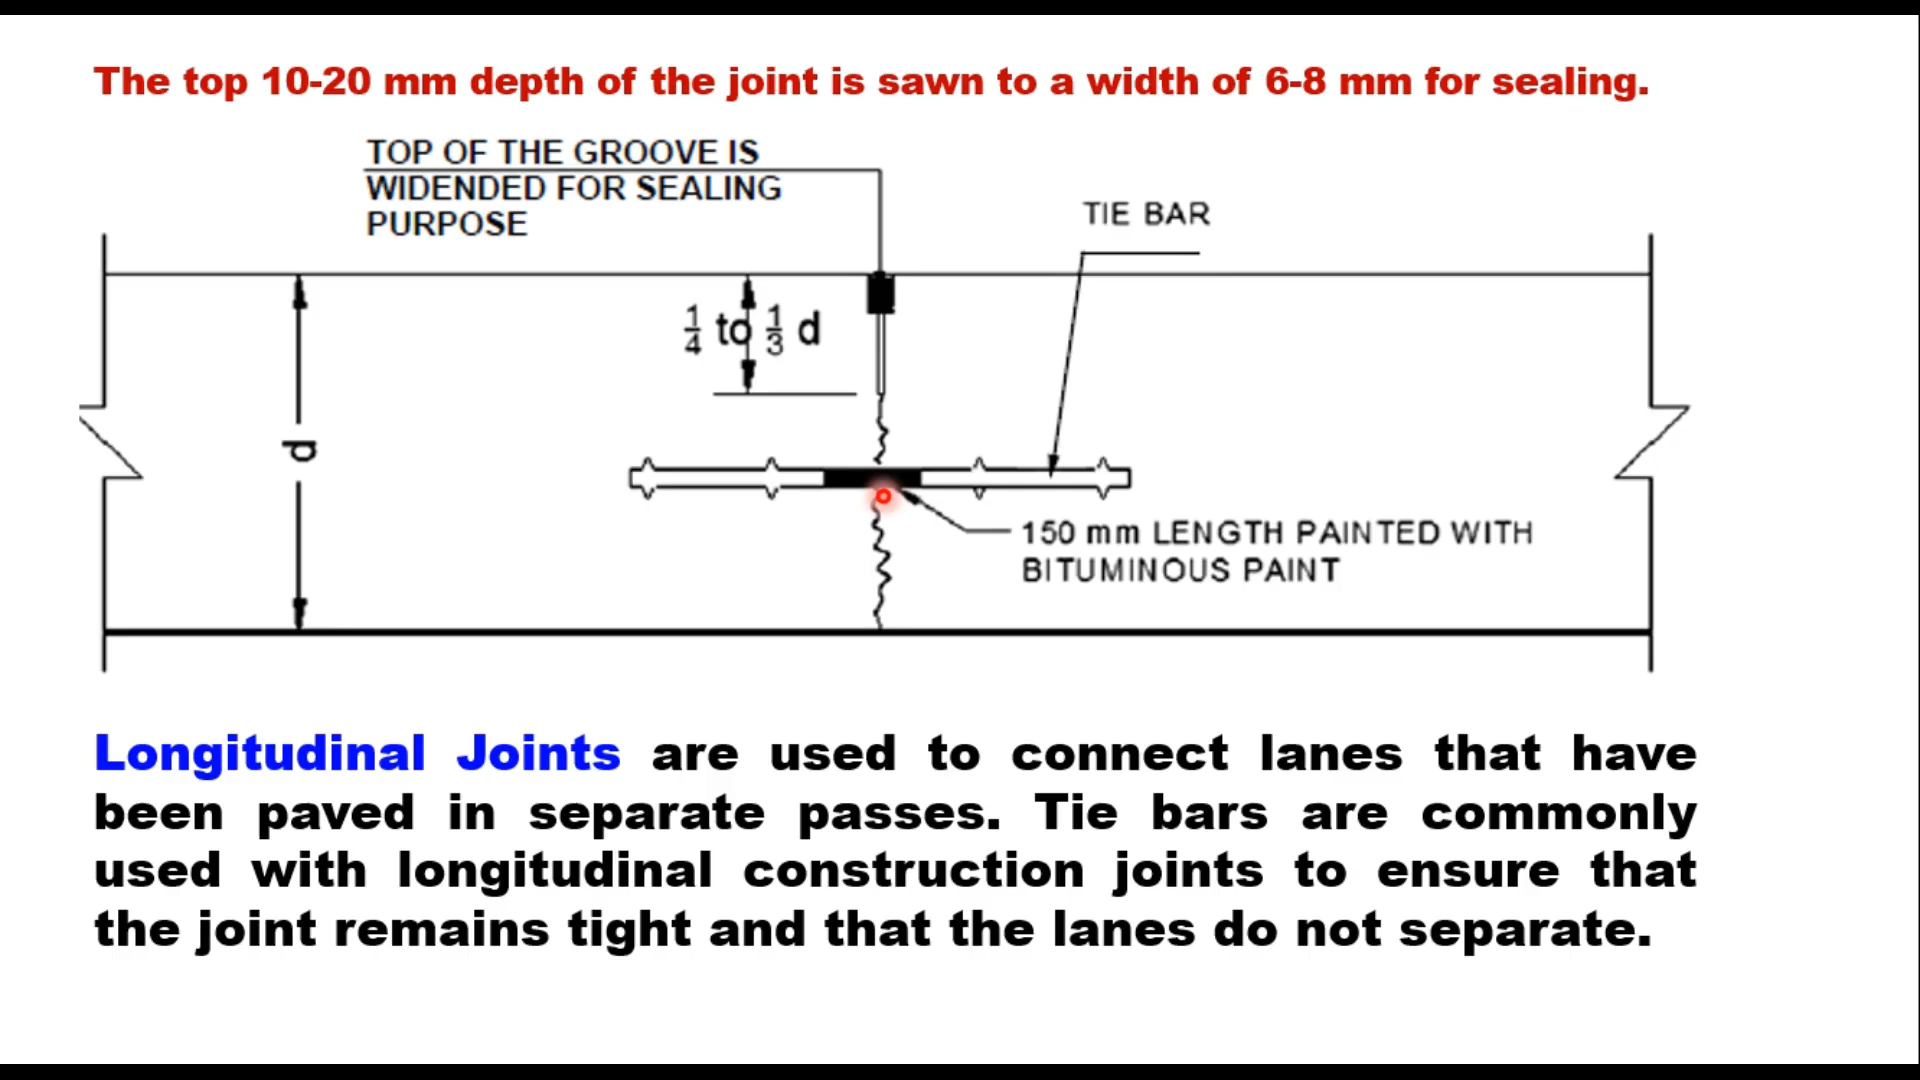 The top 10-20 mm depth of the joint is sawn to a width of 6-8 mm for sealing.
TOP OF THE GROOVE IS
WIDENDED FOR SEALING
PURPOSE
TIE BAR
1/4 to 1/3 d
d
150 mm LENGTH PAINTED WITH
BITUMINOUS PAINT
Longitudinal Joints are used to connect lanes that have
been paved in separate passes. Tie bars are commonly
used with longitudinal construction joints to ensure that
the joint remains tight and that the lanes do not separate.